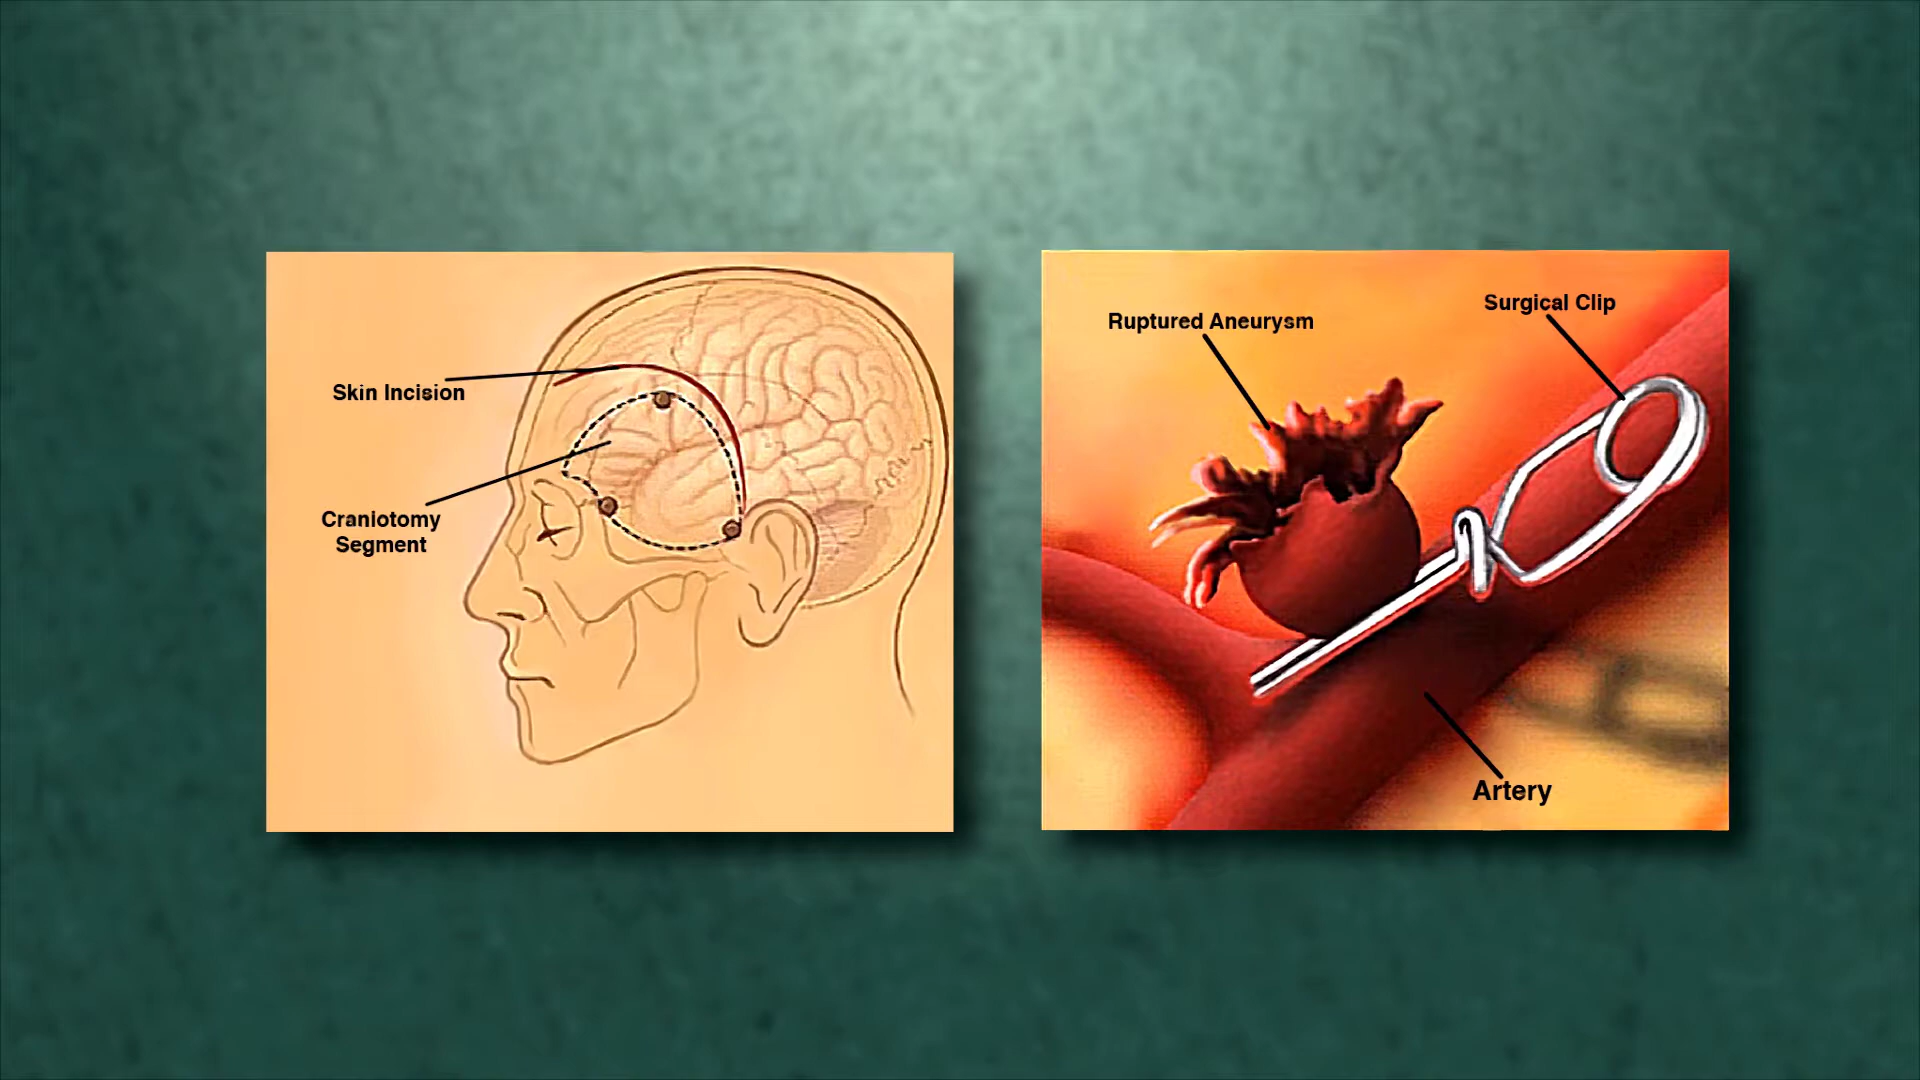 Skin Incision
Craniotomy
Segment
Ruptured Aneurysm
Surgical Clip
Artery